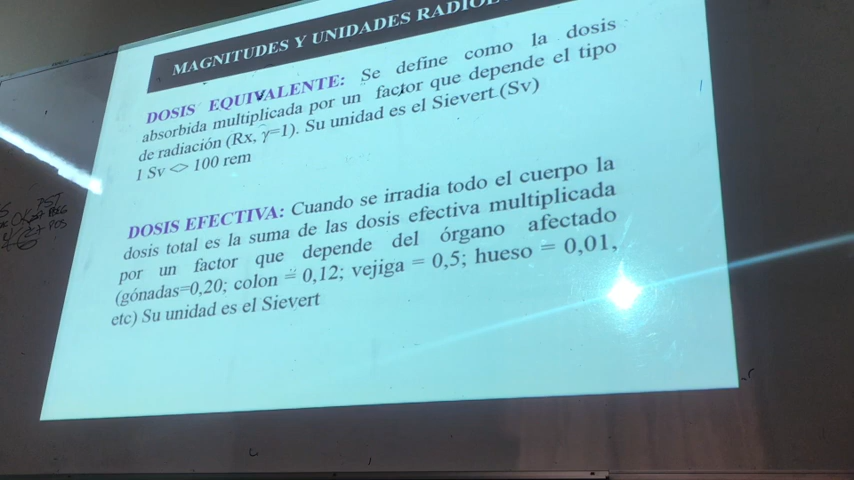 MAGNITUDES Y UNIDADES
DOSIS EQUIVALENTE: Se define como la dosis
absorbida multiplicada por un factor que depende el tipo
de radiación (Rx, γ=1). Su unidad es el Sievert (Sv)
1 Sv <> 100 rem
DOSIS EFECTIVA: Cuando se irradia todo el cuerpo la
dosis total es la suma de las dosis efectiva multiplicada
por un factor que depende del órgano afectado
(gónadas=0,20; colon = 0,12; vejiga = 0,5; hueso = 0,01,
etc) Su unidad es el Sievert